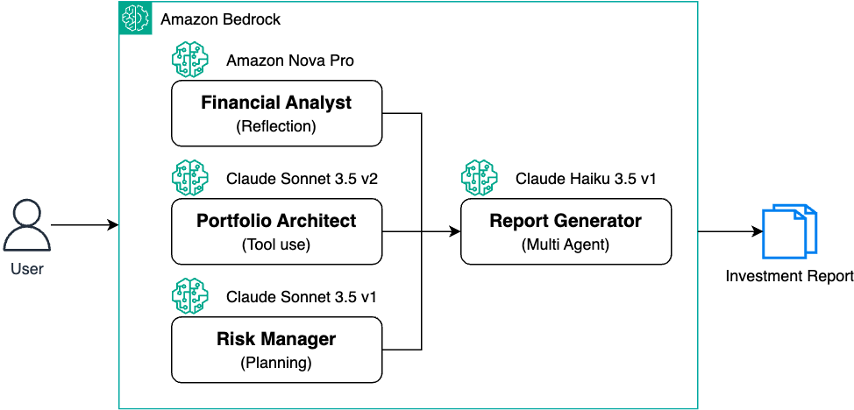 Amazon Bedrock
Amazon Nova Pro
Financial Analyst
(Reflection)
Claude Sonnet 3.5 v2
Portfolio Architect
(Tool use)
Claude Sonnet 3.5 v1
Risk Manager
(Planning)
Claude Haiku 3.5 v1
Report Generator
(Multi Agent)
User
Investment Report